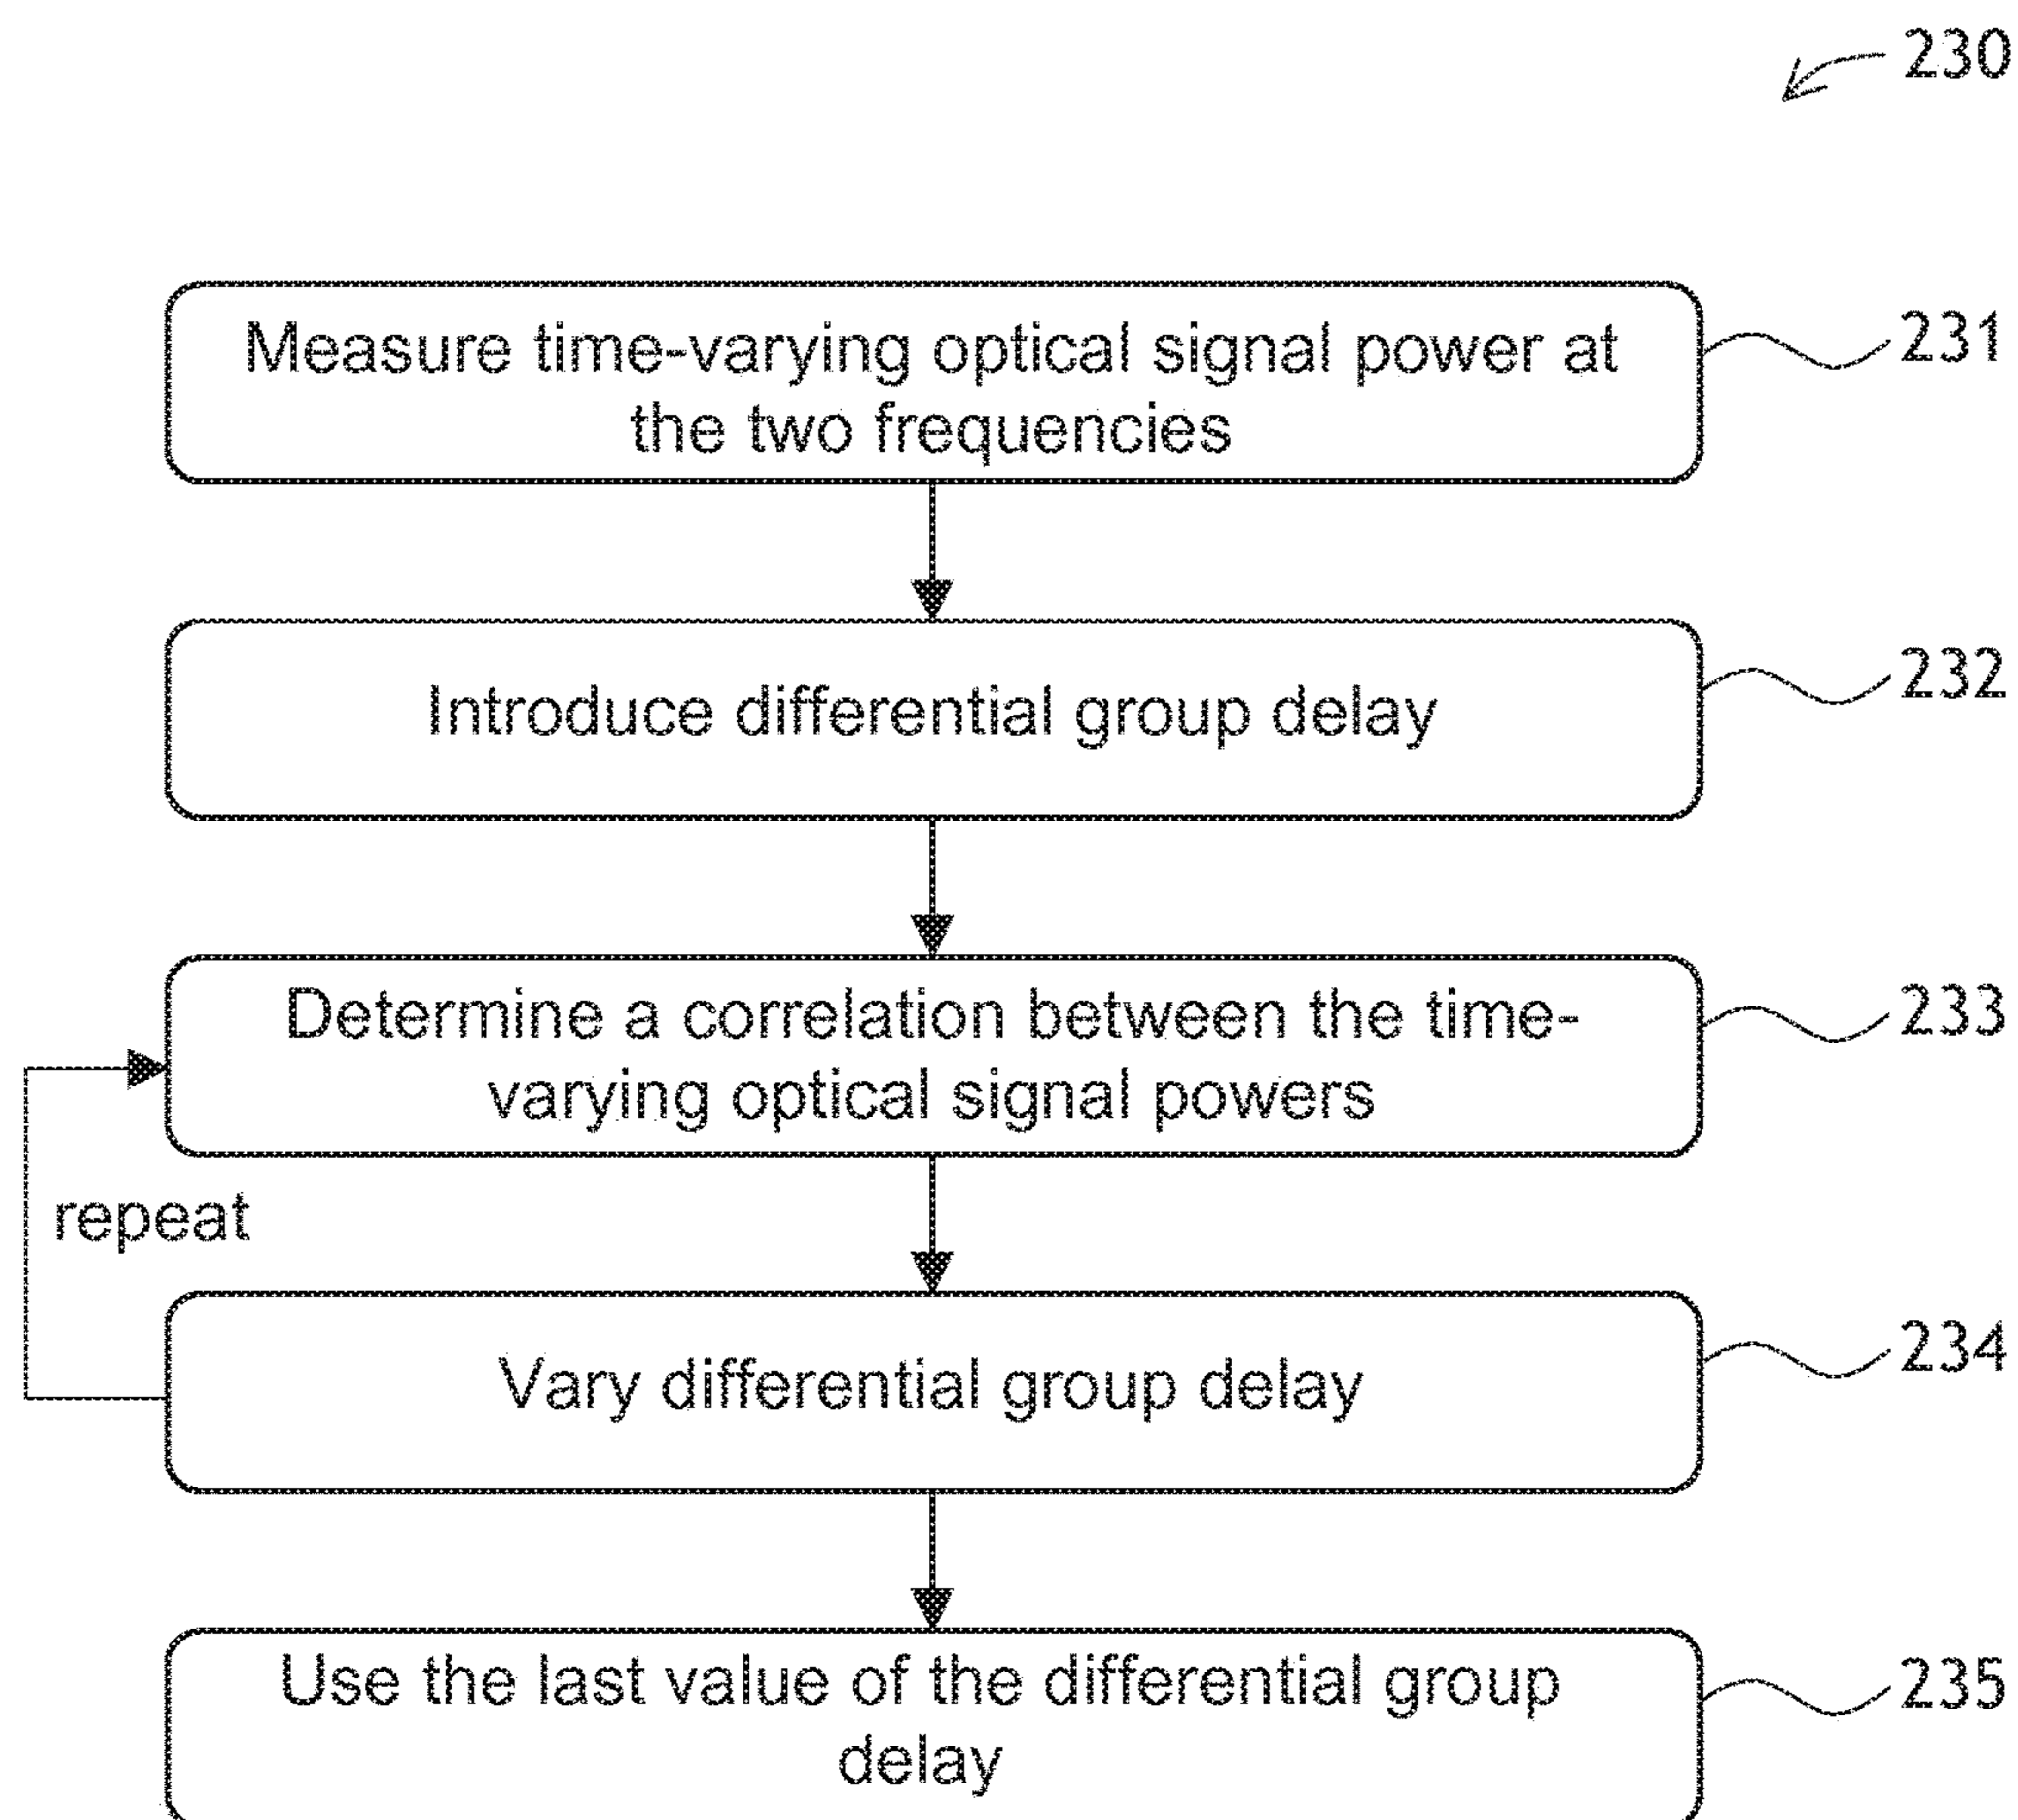 230
Measure time-varying optical signal power at
the two frequencies
231
Introduce differential group delay
232
Determine a correlation between the time-
varying optical signal powers
233
repeat
Vary differential group delay
234
Use the last value of the differential group
delay
235